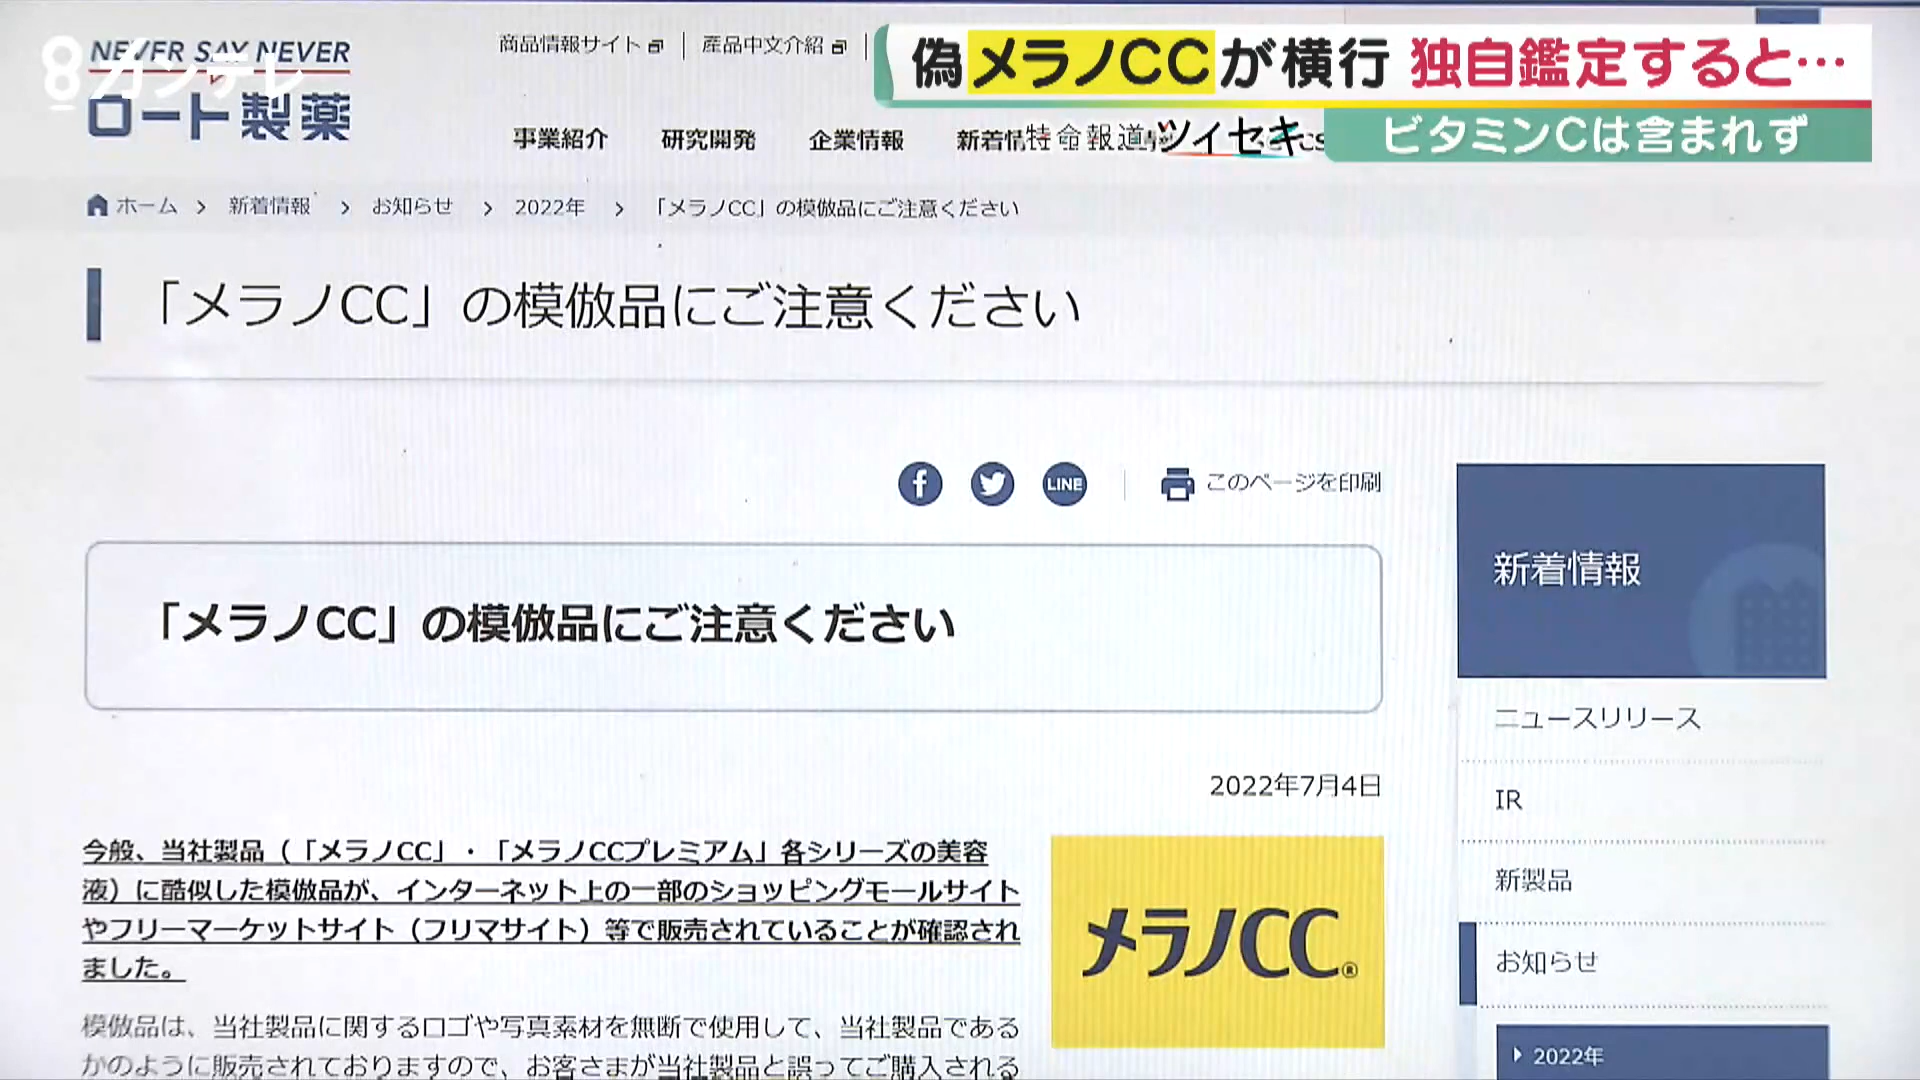 8カンテレ
NEVER SAY NEVER
ロート製薬
商品情報サイト
産品中文介紹
偽メラノCCが横行 独自鑑定すると…
ビタミンCは含まれず
特命報道ツイセキ
事業紹介
研究開発
企業情報
新着情
ホーム > 新着情報 > お知らせ > 2022年 > 「メラノCC」の模倣品にご注意ください
「メラノCC」の模倣品にご注意ください
LINE
このページを印刷
「メラノCC」の模倣品にご注意ください
2022年7月4日
今般、当社製品（「メラノCC」・「メラノCCプレミアム」各シリーズの美容
液）に酷似した模倣品が、インターネット上の一部のショッピングモールサイト
やフリーマーケットサイト（フリマサイト）等で販売されていることが確認され
ました。
模倣品は、当社製品に関するロゴや写真素材を無断で使用して、当社製品である
かのように販売されておりますので、お客さまが当社製品と誤ってご購入される
メラノCC®
新着情報
ニュースリリース
IR
新製品
お知らせ
2022年